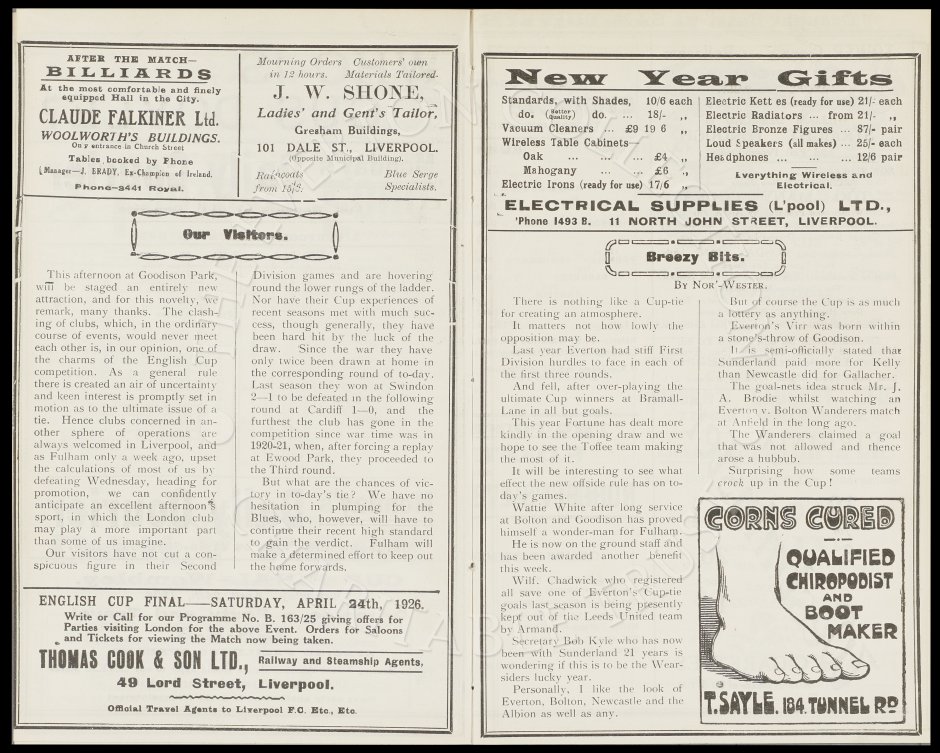 AFTER THE MATCH—
BILLIARDS
At the most comfortable and finely
equipped Hall in the City.
CLAUDE FALKINER Ltd.
WOOLWORTH'S BUILDINGS.
Only entrance in Church Street
Tables booked by Phone
Manager—J. BRADY, Ex-Champion of Ireland.
Phone—3441 Royal.
Mourning Orders Customers' own
in 12 hours. Materials Tailored.
J. W. SHONE,
Ladies' and Gent's Tailor,
Gresham Buildings,
101 DALE ST., LIVERPOOL.
(Opposite Municipal Building).
Raincoats Blue Serge
from 15/3. Specialists.
Our Visitors.
This afternoon at Goodison Park,
will be staged an entirely new
attraction, and for this novelty, we
remark, many thanks. The clash-
ing of clubs, which, in the ordinary
course of events, would never meet
each other is, in our opinion, one of
the charms of the English Cup
competition. As a general rule
there is created an air of uncertainty
and keen interest is promptly set in
motion as to the ultimate issue of a
tie. Hence clubs concerned in an-
other sphere of operations are
always welcomed in Liverpool, and
as Fulham only a week ago, upset
the calculations of most of us by
defeating Wednesday, heading for
promotion, we can confidently
anticipate an excellent afternoon's
sport, in which the London club
may play a more important part
than some of us imagine.
Our visitors have not cut a con-
spicuous figure in their Second
Division games and are hovering
round the lower rungs of the ladder.
Nor have their Cup experiences of
recent seasons met with much suc-
cess, though generally, they have
been hard hit by the luck of the
draw. Since the war they have
only twice been drawn at home in
the corresponding round of to-day.
Last season they won at Swindon
2—1 to be defeated in the following
round at Cardiff 1—0, and the
furthest the club has gone in the
competition since war time was in
1920-21, when, after forcing a replay
at Ewood Park, they proceeded to
the Third round.
But what are the chances of vic-
tory in to-day's tie? We have no
hesitation in plumping for the
Blues, who, however, will have to
continue their recent high standard
to gain the verdict. Fulham will
make a determined effort to keep out
the home forwards.
ENGLISH CUP FINAL—SATURDAY, APRIL 24th, 1926.
Write or Call for our Programme No. B. 163/25 giving offers for
Parties visiting London for the above Event. Orders for Saloons
and Tickets for viewing the Match now being taken.
THOMAS COOK & SON LTD., Railway and Steamship Agents,
49 Lord Street, Liverpool.
Official Travel Agents to Liverpool F.C. Etc., Etc.
New Year Gifts
Standards, with Shades, 10/6 each
do. (Better Quality) do. ... 18/- „
Vacuum Cleaners ... £9 19 6 „
Wireless Table Cabinets—
Oak ... ... ... £4 „
Mahogany ... ... £6 „
Electric Irons (ready for use) 17/6 „
Electric Kett es (ready for use) 21/- each
Electric Radiators ... from 21/- „
Electric Bronze Figures ... 87/- pair
Loud Speakers (all makes) ... 25/- each
Headphones ... ... ... 12/6 pair
Everything Wireless and
Electrical.
ELECTRICAL SUPPLIES (L'pool) LTD.,
'Phone 1493 B. 11 NORTH JOHN STREET, LIVERPOOL.
Breezy Bits.
By Nor'-Wester.
There is nothing like a Cup-tie
for creating an atmosphere.
It matters not how lowly the
opposition may be.
Last year Everton had stiff First
Division hurdles to face in each of
the first three rounds.
And fell, after over-playing the
ultimate Cup winners at Bramall-
Lane in all but goals.
This year Fortune has dealt more
kindly in the opening draw and we
hope to see the Toffee team making
the most of it.
It will be interesting to see what
effect the new offside rule has on to-
day's games.
Wattie White after long service
at Bolton and Goodison has proved
himself a wonder-man for Fulham.
He is now on the ground staff and
has been awarded another benefit
this week.
Wilf. Chadwick who registered
all save one of Everton's Cup-tie
goals last season is being presently
kept out of the Leeds United team
by Armand.
Secretary Bob Kyle who has now
been with Sunderland 21 years is
wondering if this is to be the Wear-
siders lucky year.
Personally, I like the look of
Everton, Bolton, Newcastle and the
Albion as well as any.
But of course the Cup is as much
a lottery as anything.
Everton's Virr was born within
a stone's-throw of Goodison.
It is semi-officially stated that
Sunderland paid more for Kelly
than Newcastle did for Gallacher.
The goal-nets idea struck Mr. J.
A. Brodie whilst watching an
Everton v. Bolton Wanderers match
at Anfield in the long ago.
The Wanderers claimed a goal
that was not allowed and thence
arose a hubbub.
Surprising how some teams
crock up in the Cup!
CORNS CURED
QUALIFIED
CHIROPODIST
AND
BOOT
MAKER
T. SAYLE. 184. TUNNEL RD